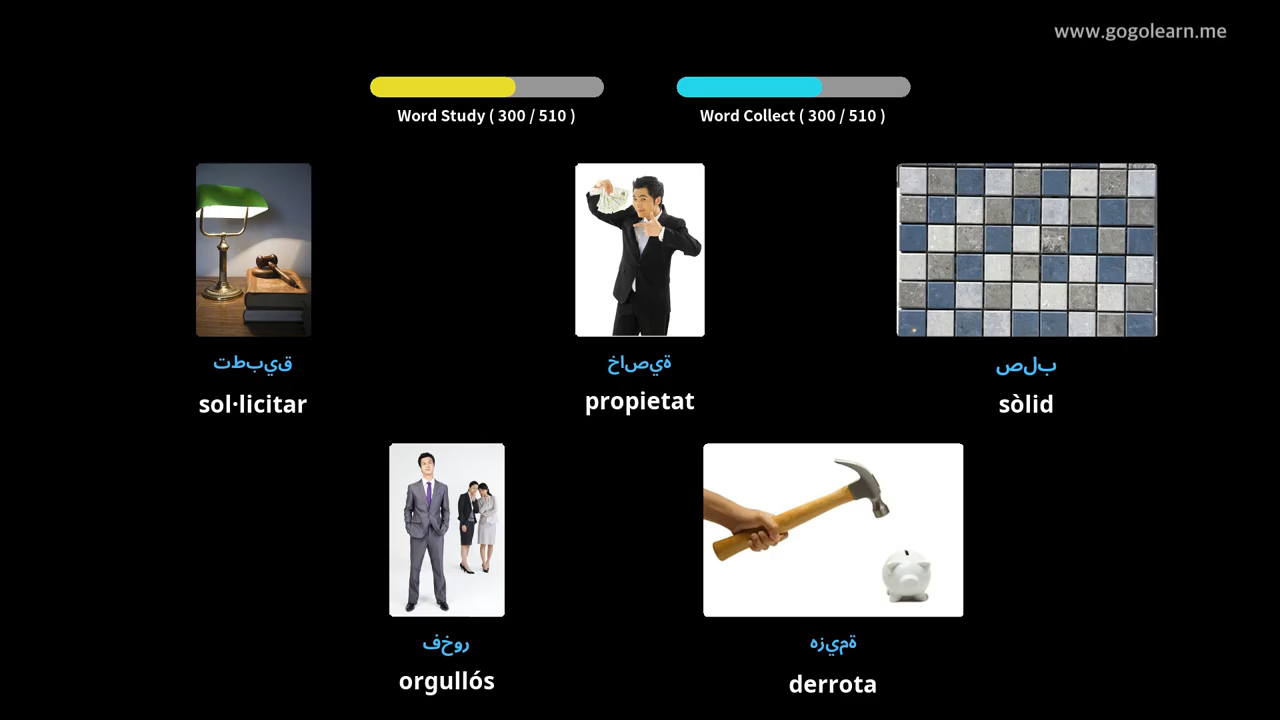 www.gogolearn.me
Word Study ( 300 / 510 )
Word Collect ( 300 / 510 )
تطبيق
sol·licitar
خاصية
propietat
صلب
sòlid
فخور
orgullós
هزيمة
derrota